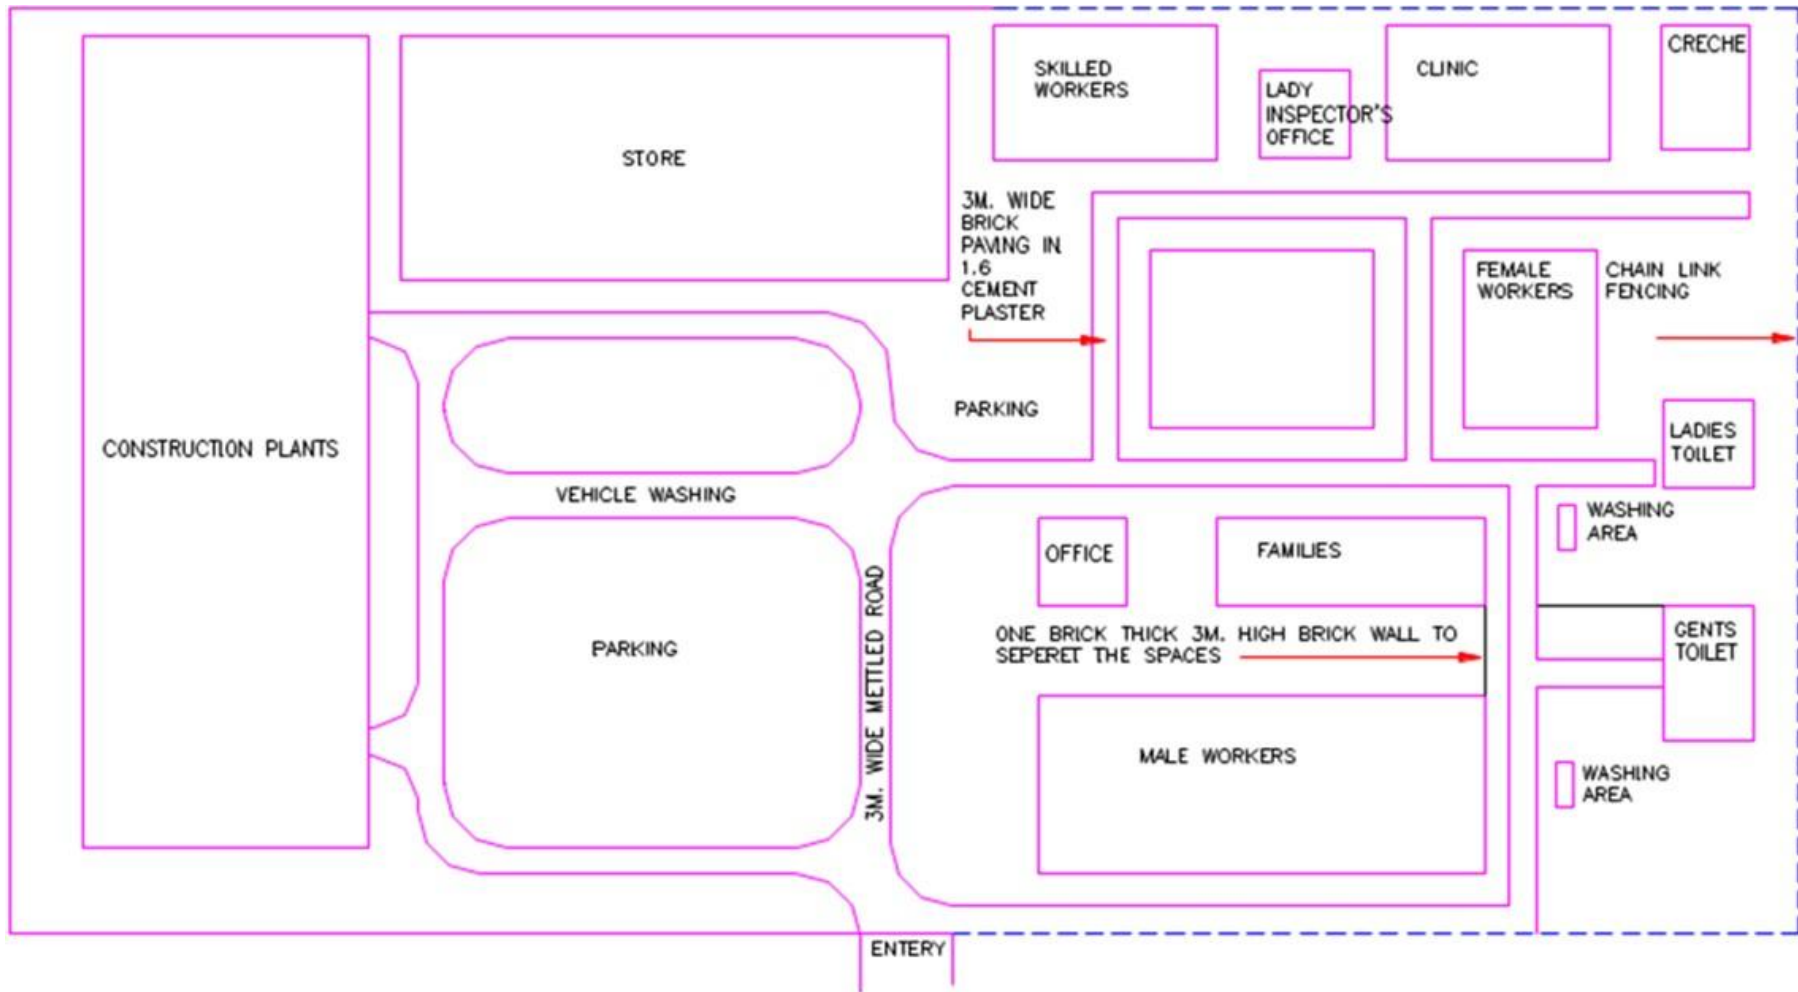 SKILLED
WORKERS
LADY
INSPECTOR'S
OFFICE
CLINIC
CRECHE
STORE
3M. WIDE
BRICK
PAVING IN
1.6
CEMENT
PLASTER
FEMALE
WORKERS
CHAIN LINK
FENCING
PARKING
CONSTRUCTION PLANTS
LADIES
TOILET
VEHICLE WASHING
WASHING
AREA
OFFICE
FAMILIES
3M. WIDE METTLED ROAD
PARKING
ONE BRICK THICK 3M. HIGH BRICK WALL TO
SEPERET THE SPACES
GENTS
TOILET
MALE WORKERS
WASHING
AREA
ENTERY